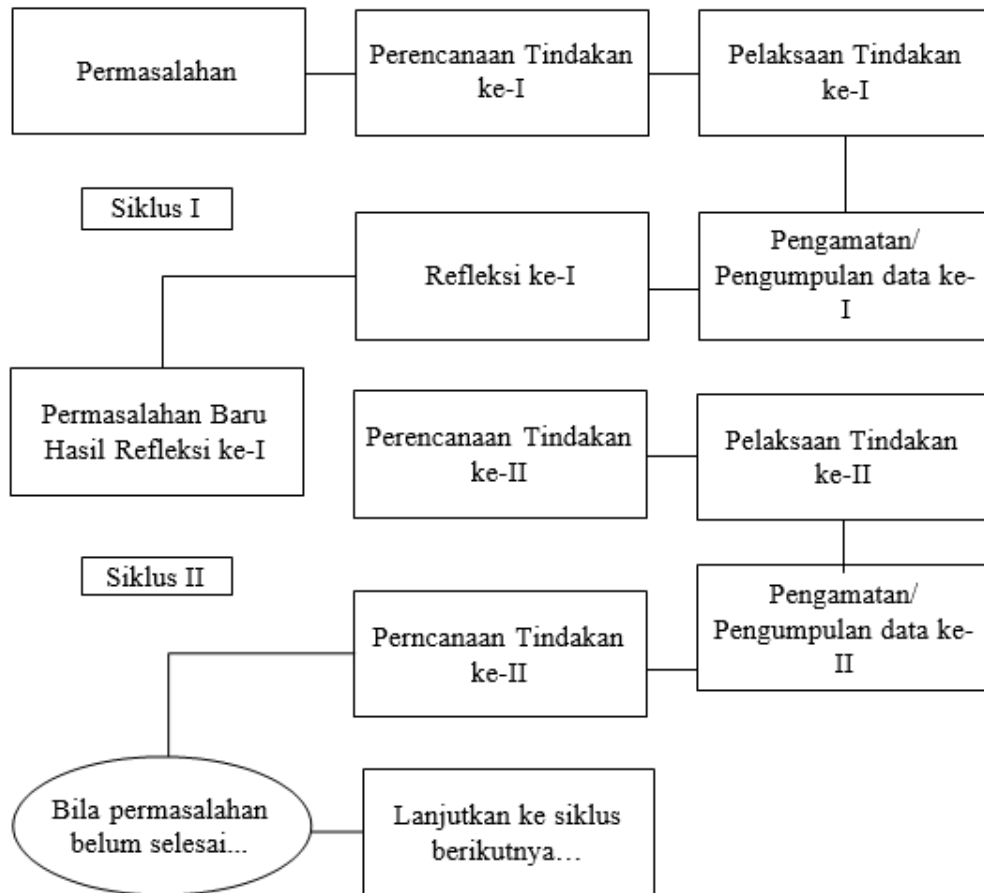 Permasalahan
Perencanaan Tindakan
ke-I
Pelaksaan Tindakan
ke-I
Siklus I
Refleksi ke-I
Pengamatan/
Pengumpulan data ke-
I
Permasalahan Baru
Hasil Refleksi ke-I
Perencanaan Tindakan
ke-II
Pelaksaan Tindakan
ke-II
Siklus II
Perncanaan Tindakan
ke-II
Pengamatan/
Pengumpulan data ke-
II
Bila permasalahan
belum selesai...
Lanjutkan ke siklus
berikutnya…